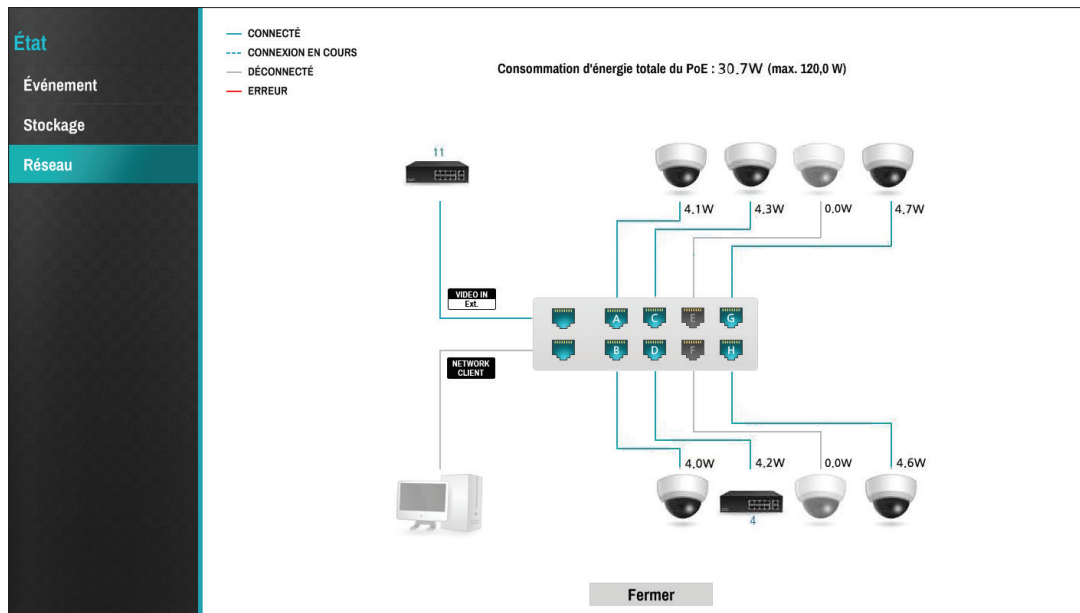 État
Événement
Stockage
Réseau
CONNECTÉ
CONNEXION EN COURS
DÉCONNECTÉ
ERREUR
Consommation d'énergie totale du PoE : 30.7W (max. 120,0 W)
11
4.1W
4.3W
0.0W
4.7W
VIDEO IN
Ext.
A
C
E
G
B
D
F
H
NETWORK
CLIENT
4.0W
4.2W
0.0W
4.6W
4
Fermer